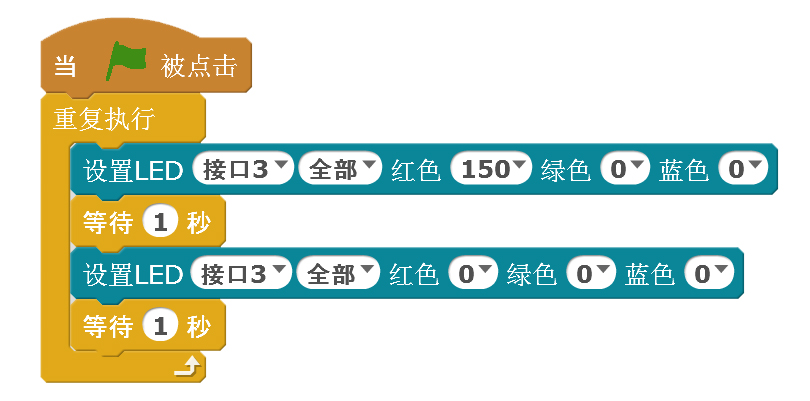 当 被点击
重复执行
设置LED 接口3 全部 红色 150 绿色 0 蓝色 0
等待 1 秒
设置LED 接口3 全部 红色 0 绿色 0 蓝色 0
等待 1 秒